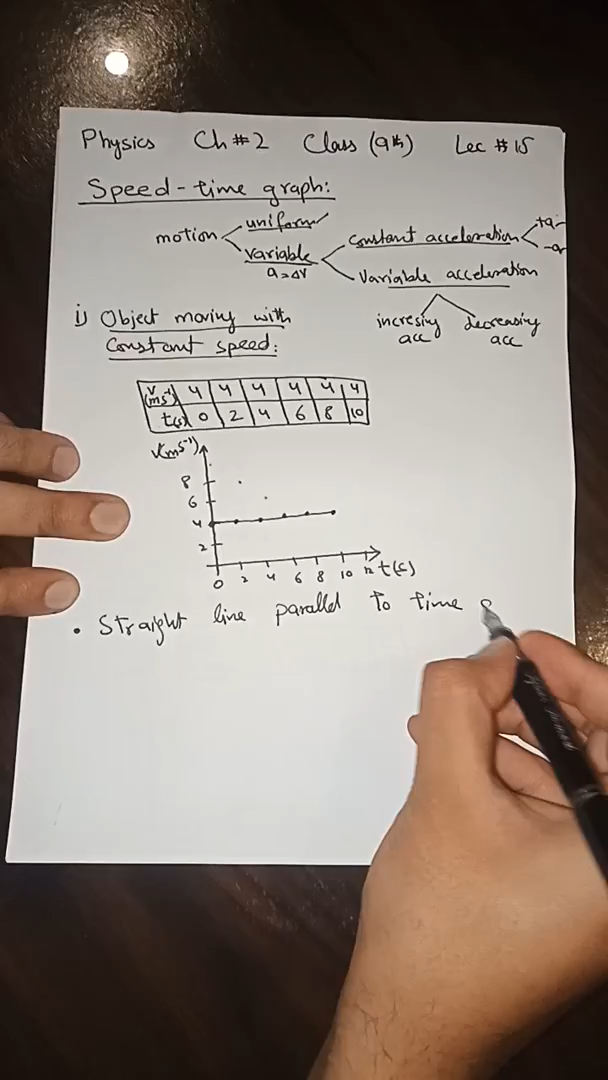 Physics Ch #2 Class (9th) Lec #15
Speed-time graph:
motion
uniform
variable
a=ΔV
Constant acceleration
+a
-a
Variable acceleration
incresing acc
decreasing acc
i) Object moving with
Constant speed:
V(ms⁻¹) 4 4 4 4 4 4
t(s) 0 2 4 6 8 10
V(ms⁻¹)
8
6
4
2
0 2 4 6 8 10 12 t(s)
• Straight line parallel to time